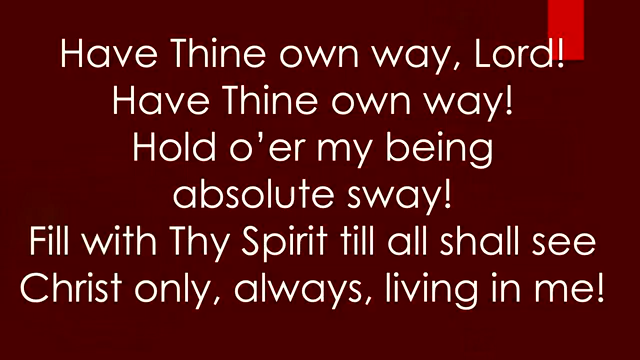 Have Thine own way, Lord!
Have Thine own way!
Hold o’er my being
absolute sway!
Fill with Thy Spirit till all shall see
Christ only, always, living in me!